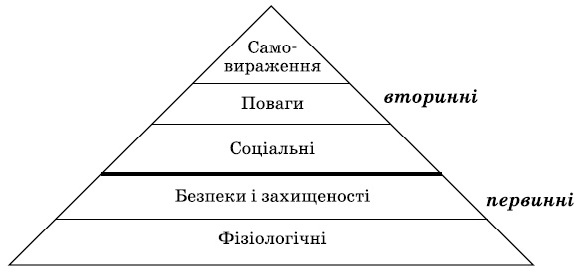 Само-
вираження
Поваги
вторинні
Соціальні
Безпеки і захищеності
первинні
Фізіологічні